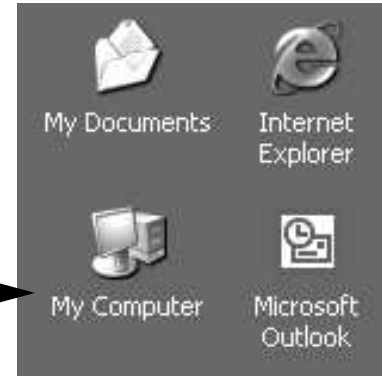 My Documents
Internet
Explorer
My Computer
Microsoft
Outlook